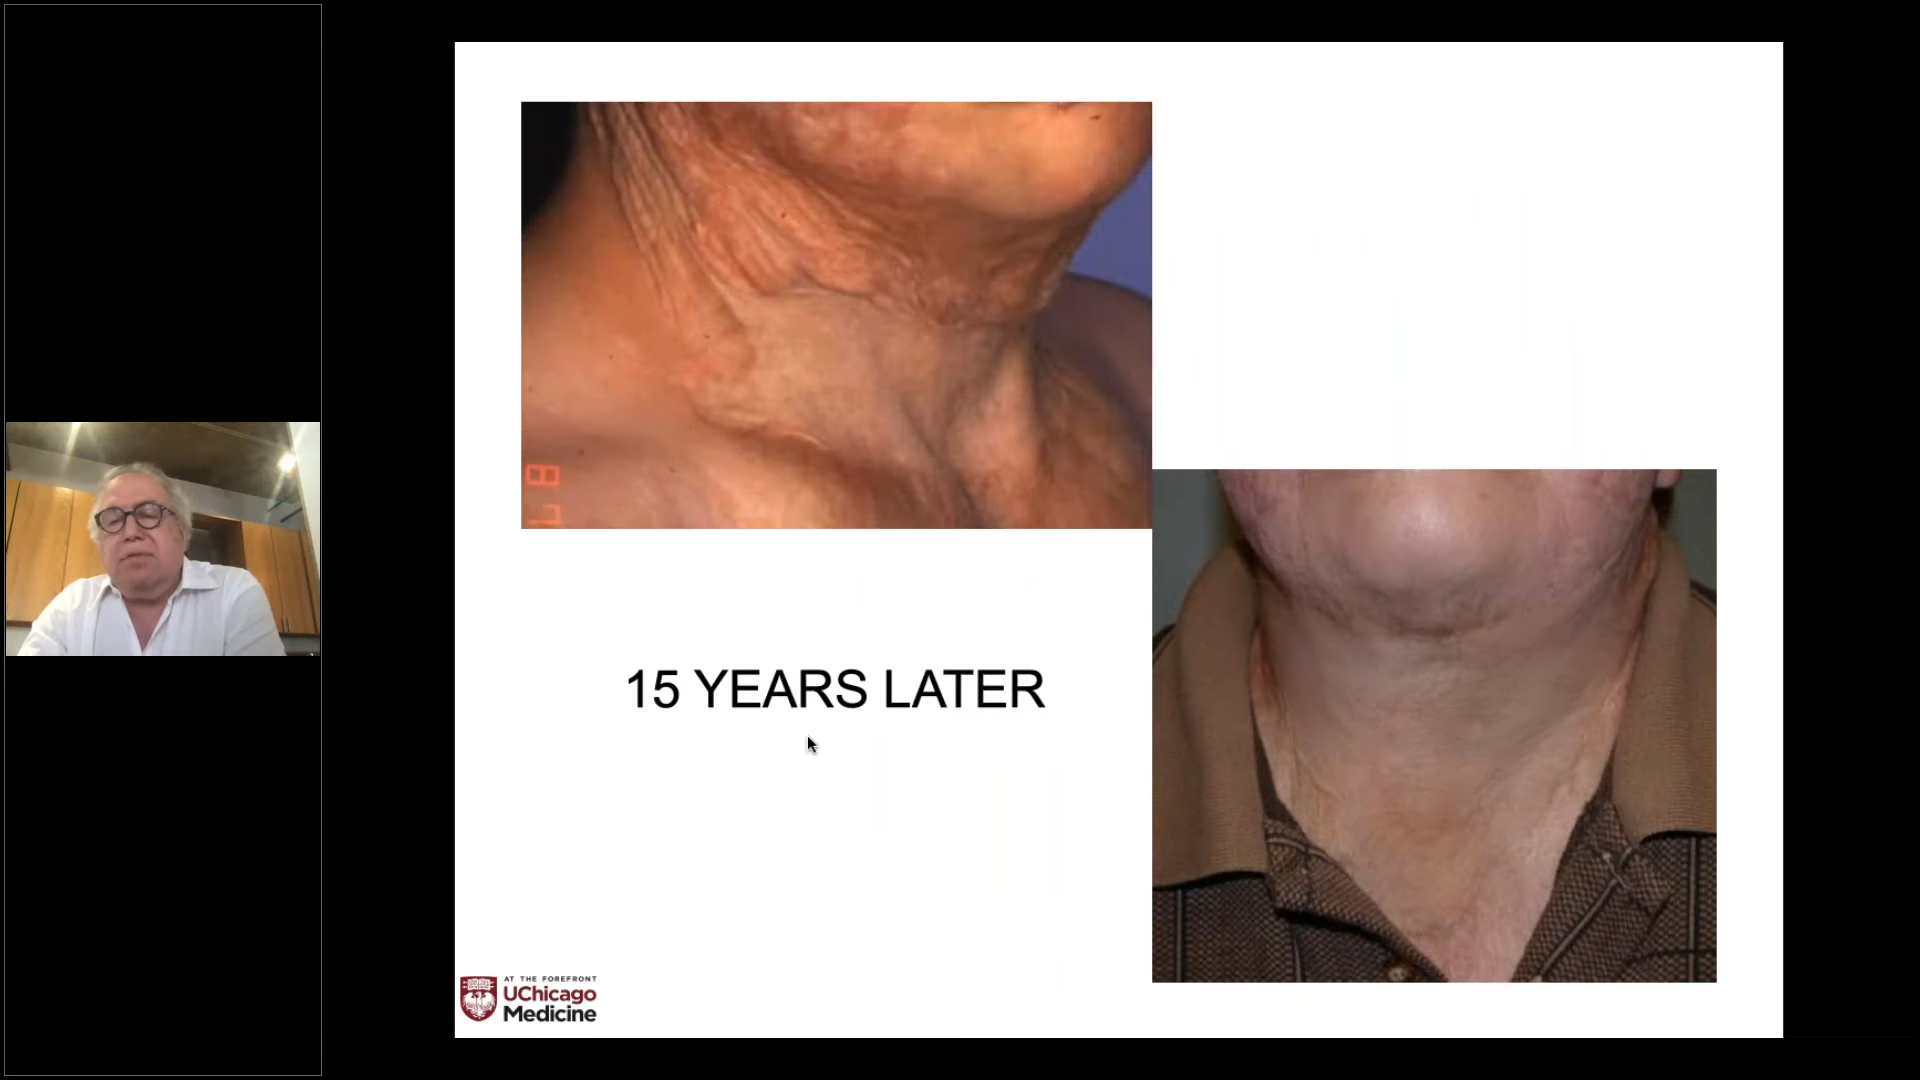 15 YEARS LATER
AT THE FOREFRONT
UChicago
Medicine